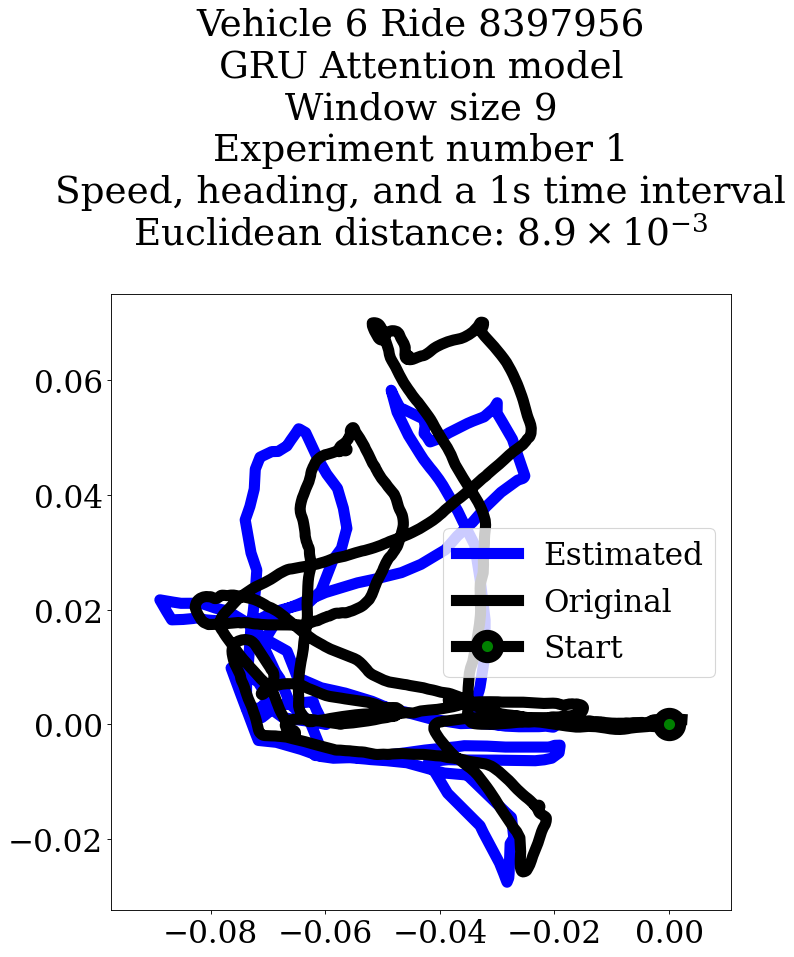 Vehicle 6 Ride 8397956
GRU Attention model
Window size 9
Experiment number 1
Speed, heading, and a 1s time interval
Euclidean distance: 8.9 × 10⁻³
0.06
0.04
0.02
0.00
−0.02
Estimated
Original
Start
−0.08 −0.06 −0.04 −0.02 0.00